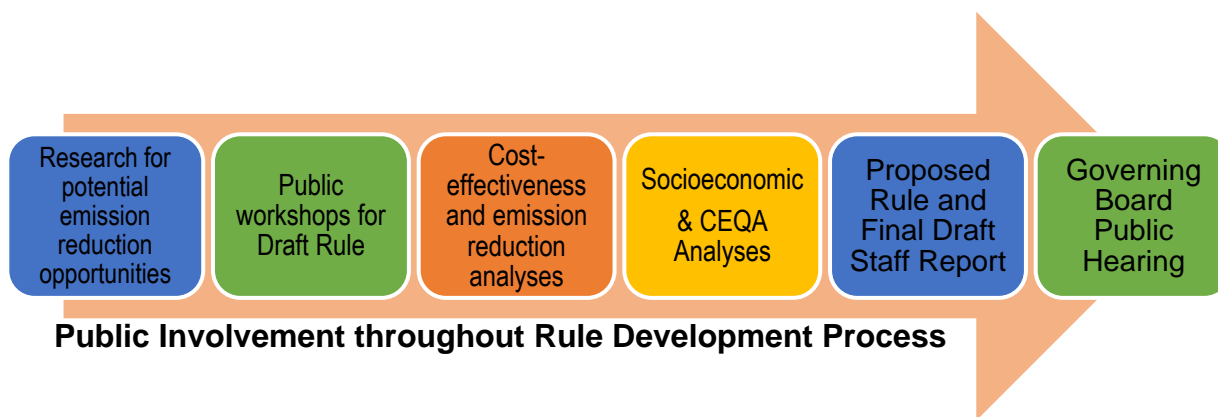 Research for
potential
emission
reduction
opportunities
Public
workshops for
Draft Rule
Cost-
effectiveness
and emission
reduction
analyses
Socioeconomic
& CEQA
Analyses
Proposed
Rule and
Final Draft
Staff Report
Governing
Board
Public
Hearing
Public Involvement throughout Rule Development Process